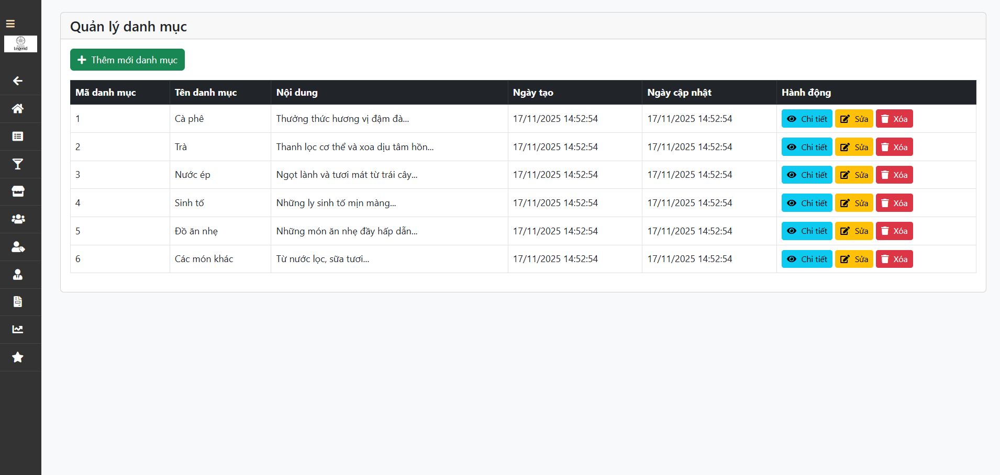 Legend
Quản lý danh mục
Thêm mới danh mục
Mã danh mục Tên danh mục Nội dung Ngày tạo Ngày cập nhật Hành động
1 Cà phê Thưởng thức hương vị đậm đà... 17/11/2025 14:52:54 17/11/2025 14:52:54 Chi tiết Sửa Xóa
2 Trà Thanh lọc cơ thể và xoa dịu tâm hồn... 17/11/2025 14:52:54 17/11/2025 14:52:54 Chi tiết Sửa Xóa
3 Nước ép Ngọt lành và tươi mát từ trái cây... 17/11/2025 14:52:54 17/11/2025 14:52:54 Chi tiết Sửa Xóa
4 Sinh tố Những ly sinh tố mịn màng... 17/11/2025 14:52:54 17/11/2025 14:52:54 Chi tiết Sửa Xóa
5 Đồ ăn nhẹ Những món ăn nhẹ đầy hấp dẫn... 17/11/2025 14:52:54 17/11/2025 14:52:54 Chi tiết Sửa Xóa
6 Các món khác Từ nước lọc, sữa tươi... 17/11/2025 14:52:54 17/11/2025 14:52:54 Chi tiết Sửa Xóa